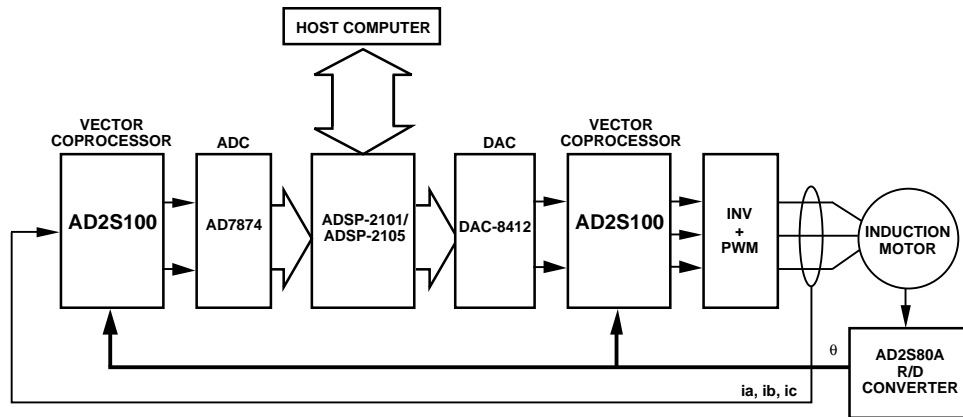 HOST COMPUTER
VECTOR
COPROCESSOR
AD2S100
ADC
AD7874
ADSP-2101/
ADSP-2105
DAC
DAC-8412
VECTOR
COPROCESSOR
AD2S100
INV
+
PWM
INDUCTION
MOTOR
θ
AD2S80A
R/D
CONVERTER
ia, ib, ic